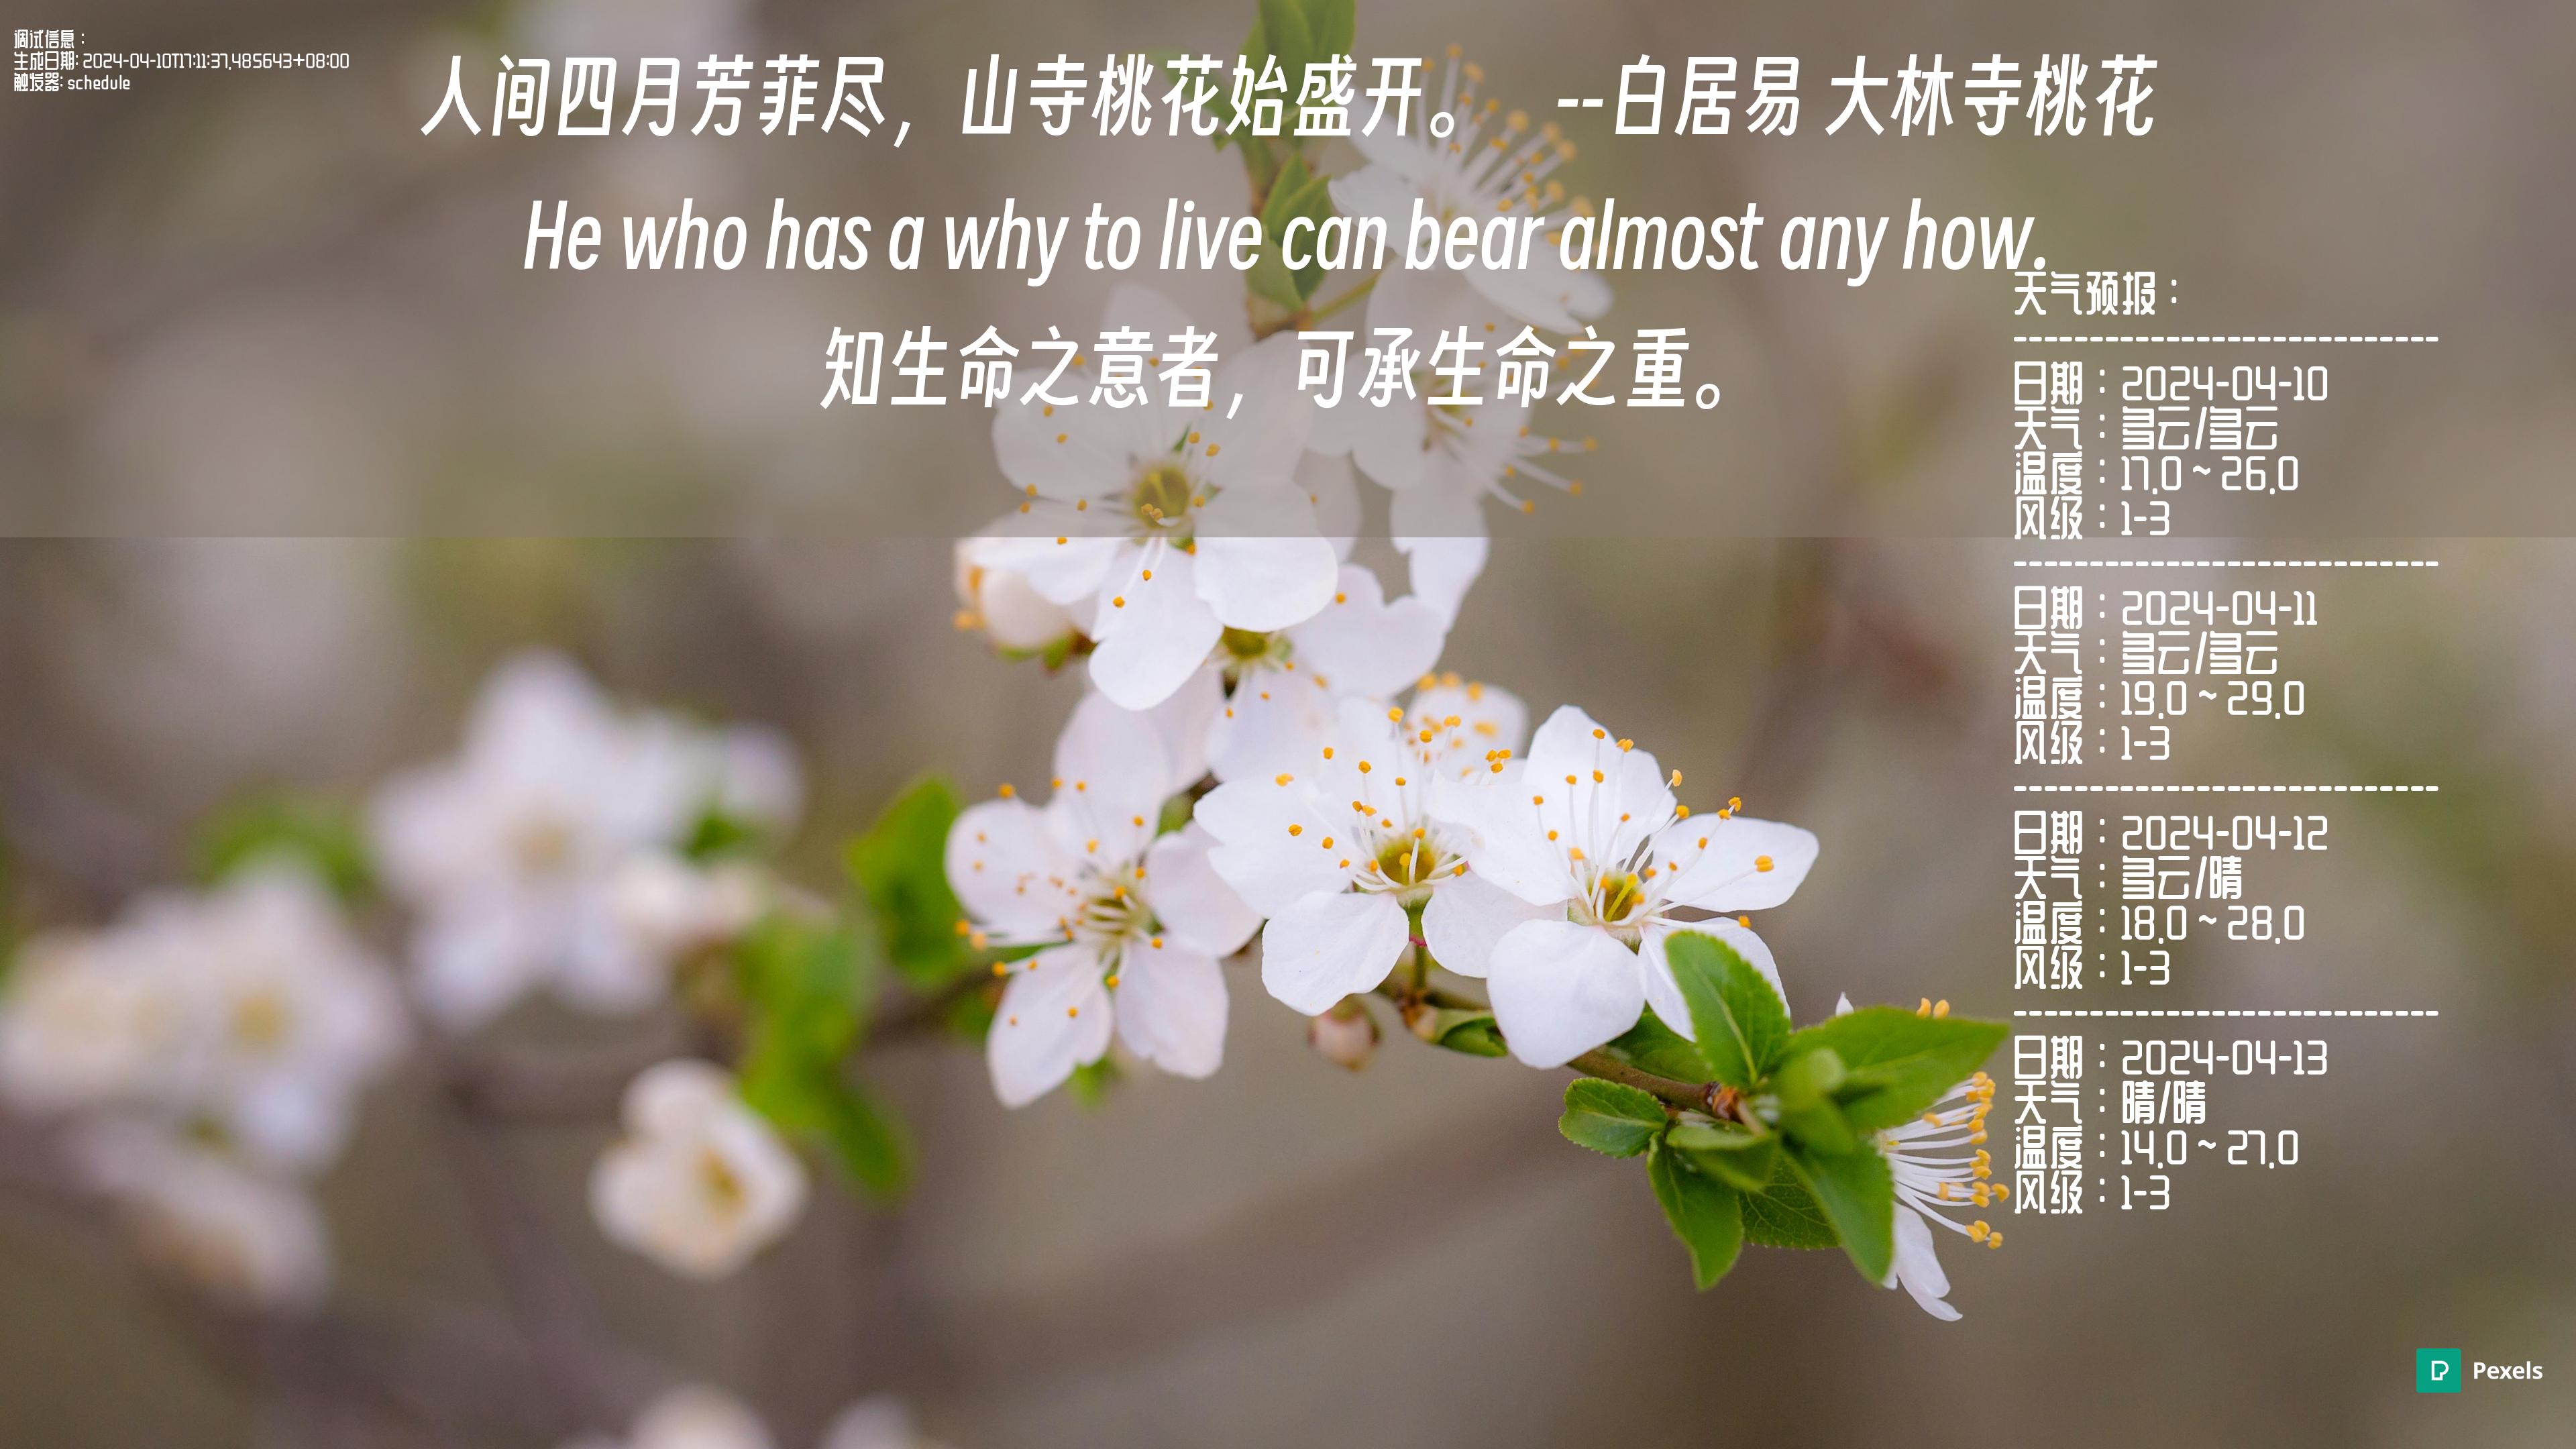 调试信息：
生成日期: 2024-04-10T17:11:37.485643+08:00
触发器: schedule
人间四月芳菲尽，山寺桃花始盛开。 --白居易 大林寺桃花
He who has a why to live can bear almost any how.
知生命之意者，可承生命之重。
天气预报：
----------------------------
日期：2024-04-10
天气：多云/多云
温度：17.0 ~ 26.0
风级：1-3
----------------------------
日期：2024-04-11
天气：多云/多云
温度：19.0 ~ 29.0
风级：1-3
----------------------------
日期：2024-04-12
天气：多云/晴
温度：18.0 ~ 28.0
风级：1-3
----------------------------
日期：2024-04-13
天气：晴/晴
温度：14.0 ~ 27.0
风级：1-3
Pexels